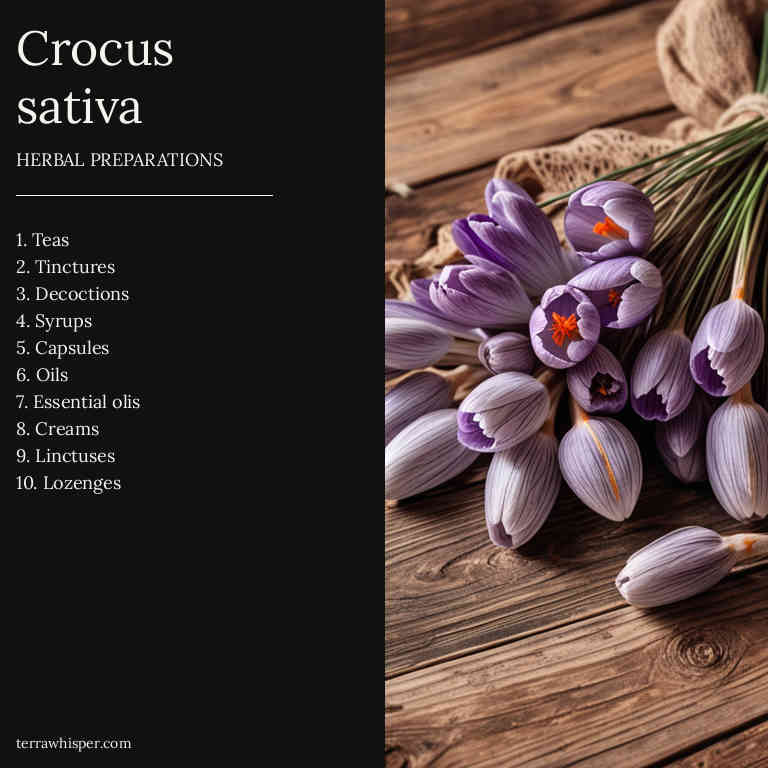 Crocus
sativa
HERBAL PREPARATIONS
1. Teas
2. Tinctures
3. Decoctions
4. Syrups
5. Capsules
6. Oils
7. Essential olis
8. Creams
9. Linctuses
10. Lozenges
terrawhisper.com